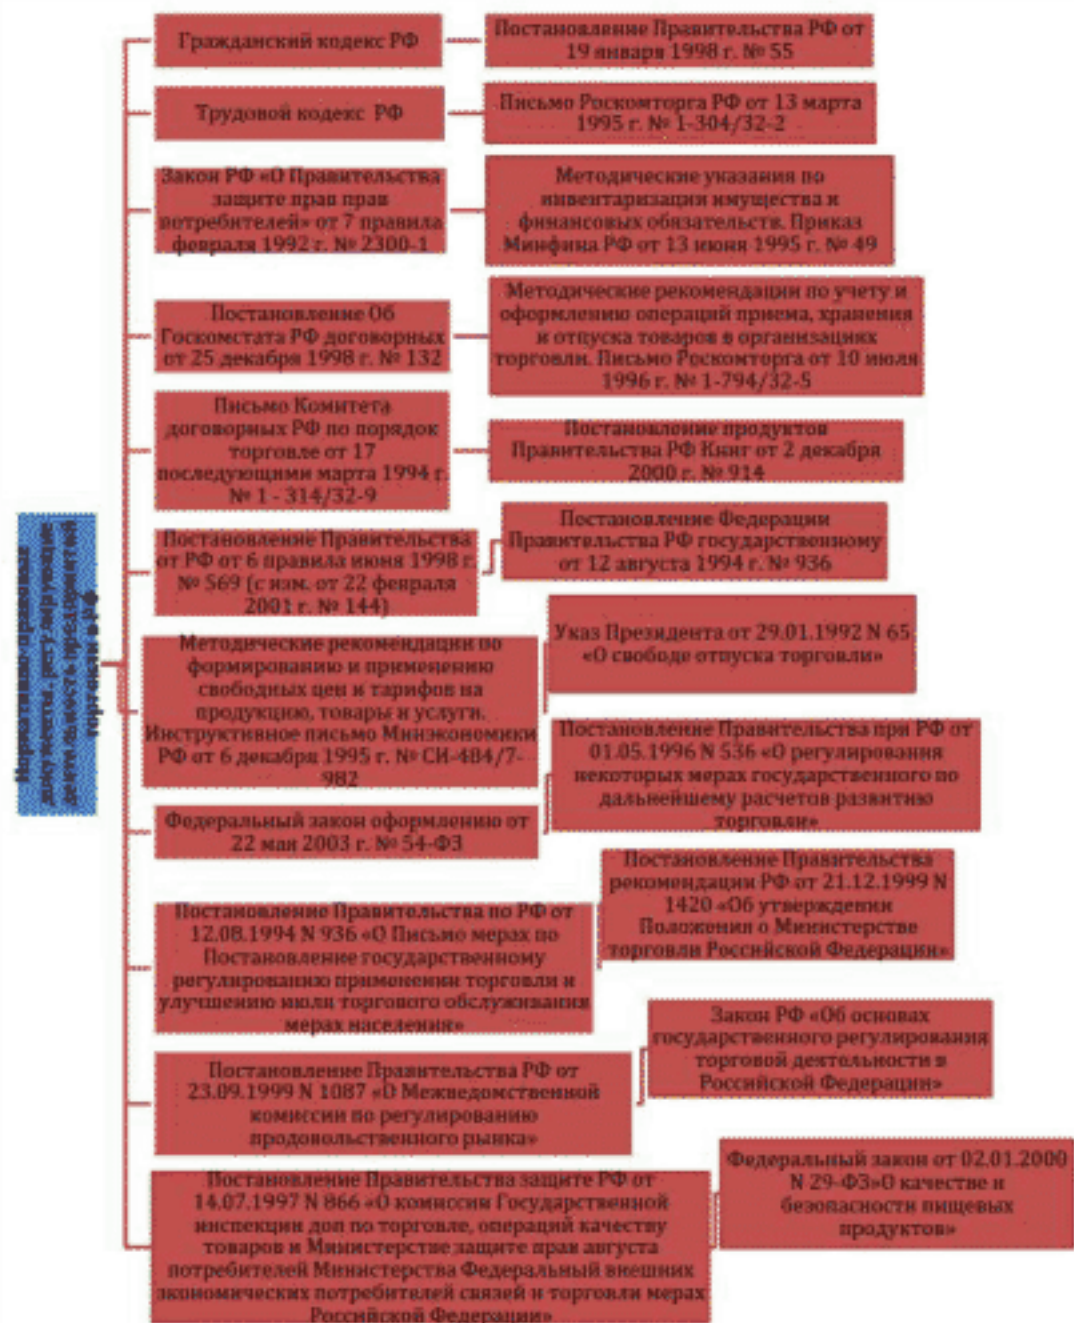 Гражданский кодекс РФ
Постановление Правительства РФ от
19 января 1998 г. № 55
Трудовой кодекс РФ
Письмо Роскомторга РФ от 13 марта
1995 г. № 1-304/32-2
Закон РФ «О Правительства
защите прав прав
потребителей» от 7 правила
февраля 1992 г. № 2300-1
Методические указания по
инвентаризации имущества и
финансовых обязательств. Приказ
Минфина РФ от 13 июня 1995 г. № 49
Постановление Об
Госкомстата РФ договорных
от 25 декабря 1998 г. № 132
Методические рекомендации по учету и
оформлению операций приема, хранения
и отпуска товаров в организациях
торговли. Письмо Роскомторга от 10 июля
1996 г. № 1-794/32-5
Письмо Комитета
договорных РФ по порядок
торговле от 17
последующими марта 1994 г.
№ 1 - 314/32-9
Постановление продуктов
Правительства РФ Книг от 2 декабря
2000 г. № 914
Постановление Правительства
от РФ от 6 правила июня 1998 г.
№ 569 (с изм. от 22 февраля
2001 г. № 144)
Постановление Федерации
Правительства РФ государственному
от 12 августа 1994 г. № 936
Нормативно-правовые
документы, регулирующие
деятельность предприятий
торговли в РФ
Методические рекомендации по
формированию и применению
свободных цен и тарифов на
продукцию, товары и услуги.
Инструктивное письмо Минэкономики
РФ от 6 декабря 1995 г. № СИ-484/7-
982
Указ Президента от 29.01.1992 N 65
«О свободе отпуска торговли»
Федеральный закон оформлению от
22 мая 2003 г. № 54-ФЗ
Постановление Правительства при РФ от
01.05.1996 N 536 «О регулирования
некоторых мерах государственного по
дальнейшему расчетов развитию
торговли»
Постановление Правительства по РФ от
12.08.1994 N 936 «О Письмо мерах по
Постановление государственному
регулированию применении торговли и
улучшению июля торгового обслуживания
мерах населения»
Постановление Правительства
рекомендации РФ от 21.12.1999 N
1420 «Об утверждении
Положения о Министерстве
торговли Российской Федерации»
Постановление Правительства РФ от
23.09.1999 N 1087 «О Межведомственной
комиссии по регулированию
продовольственного рынка»
Закон РФ «Об основах
государственного регулирования
торговой деятельности в
Российской Федерации»
Постановление Правительства защите РФ от
14.07.1997 N 866 «О комиссии Государственной
инспекции доп по торговле, операций качеству
товаров и Министерстве защите прав августа
потребителей Министерства Федеральный внешних
экономических потребителей связей и торговли мерах
Российской Федерации»
Федеральный закон от 02.01.2000
N 29-ФЗ»О качестве и
безопасности пищевых
продуктов»